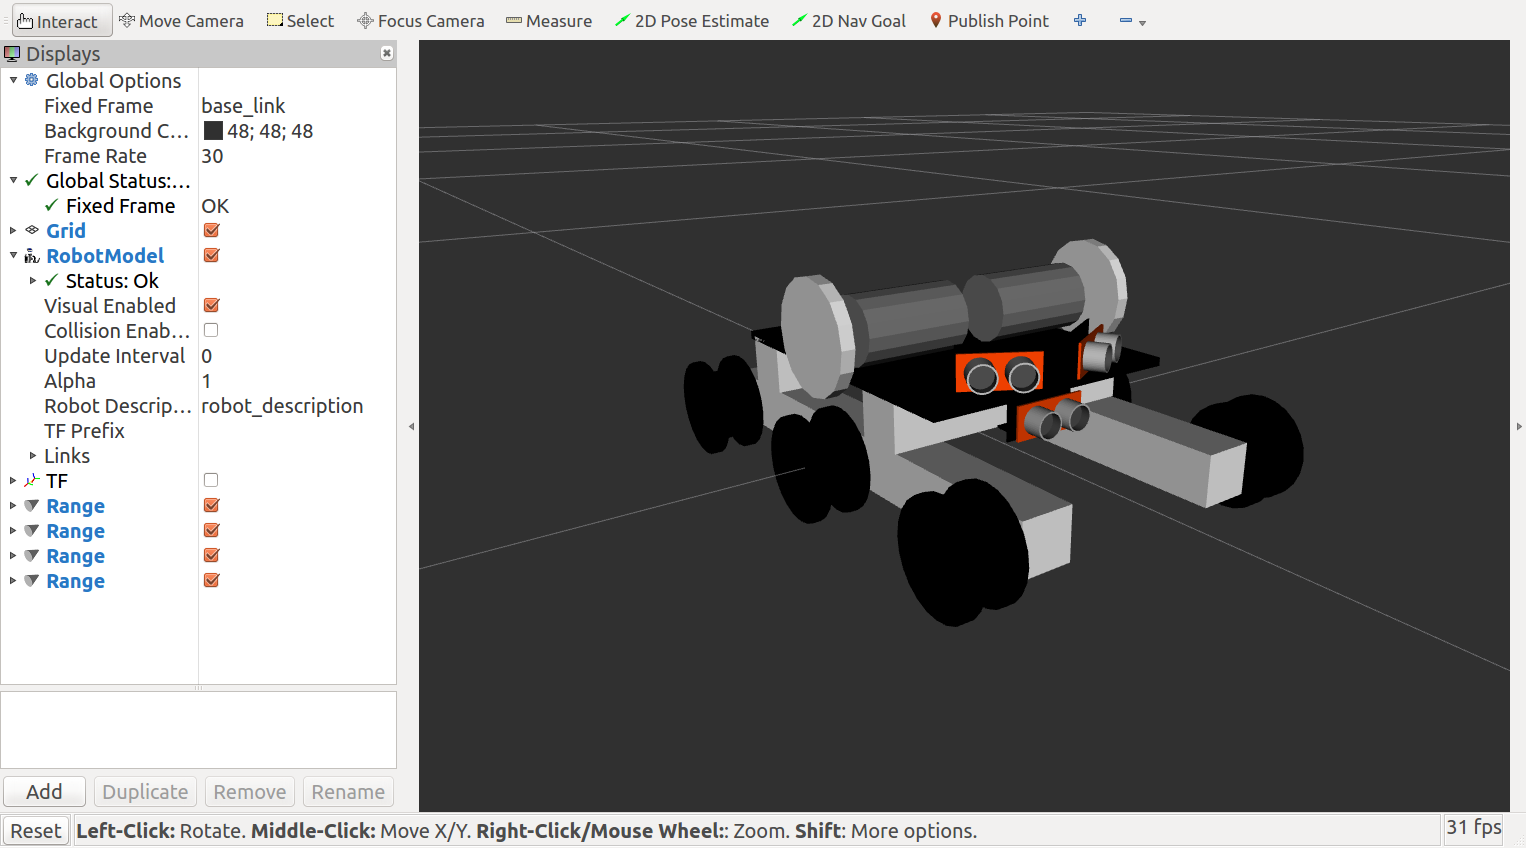 Interact Move Camera Select Focus Camera Measure 2D Pose Estimate 2D Nav Goal Publish Point
Displays
Global Options
Fixed Frame base_link
Background C... 48; 48; 48
Frame Rate 30
Global Status:...
Fixed Frame OK
Grid
RobotModel
Status: Ok
Visual Enabled
Collision Enab...
Update Interval 0
Alpha 1
Robot Descrip... robot_description
TF Prefix
Links
TF
Range
Range
Range
Range
Add Duplicate Remove Rename
Reset Left-Click: Rotate. Middle-Click: Move X/Y. Right-Click/Mouse Wheel:: Zoom. Shift: More options. 31 fps